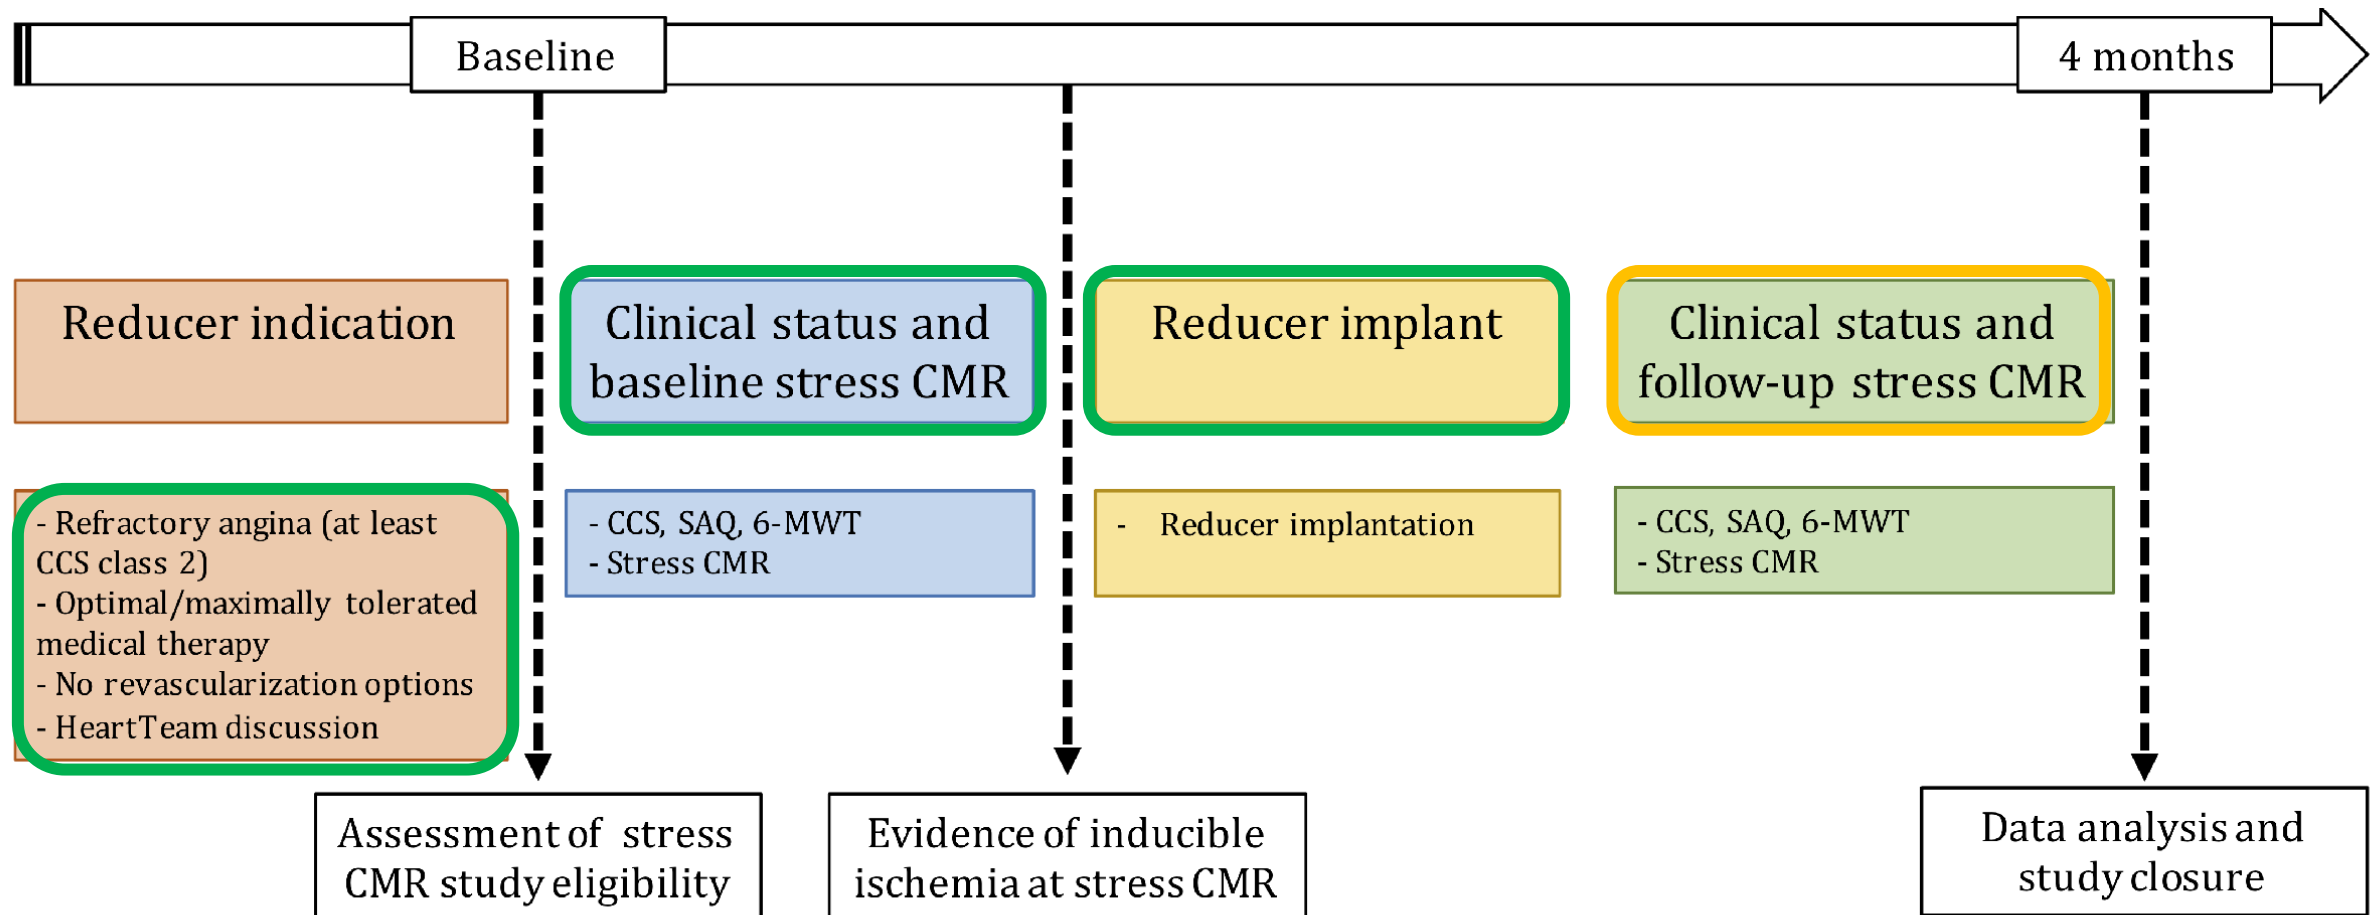 Baseline
4 months
Reducer indication
Clinical status and
baseline stress CMR
Reducer implant
Clinical status and
follow-up stress CMR
- Refractory angina (at least
CCS class 2)
- Optimal/maximally tolerated
medical therapy
- No revascularization options
- HeartTeam discussion
- CCS, SAQ, 6-MWT
- Stress CMR
- Reducer implantation
- CCS, SAQ, 6-MWT
- Stress CMR
Assessment of stress
CMR study eligibility
Evidence of inducible
ischemia at stress CMR
Data analysis and
study closure